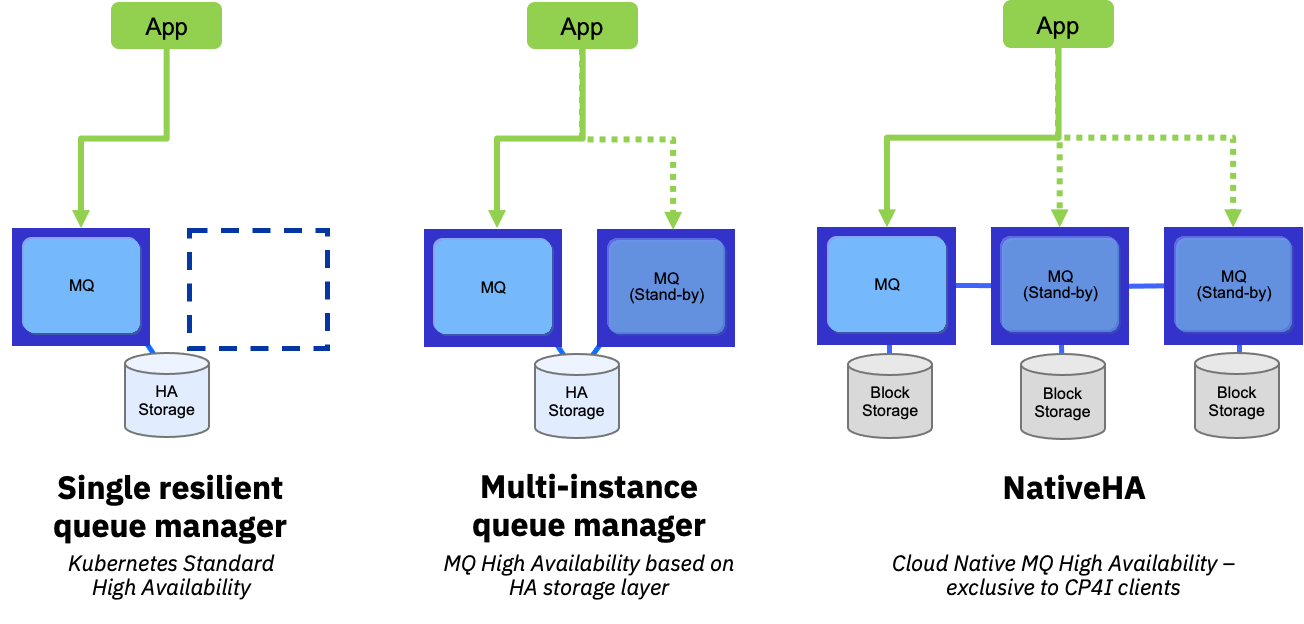 App
App
App
MQ
MQ
MQ
(Stand-by)
MQ
MQ
(Stand-by)
MQ
(Stand-by)
HA
Storage
HA
Storage
Block
Storage
Block
Storage
Block
Storage
Single resilient
queue manager
Kubernetes Standard
High Availability
Multi-instance
queue manager
MQ High Availability based on
HA storage layer
NativeHA
Cloud Native MQ High Availability –
exclusive to CP4I clients